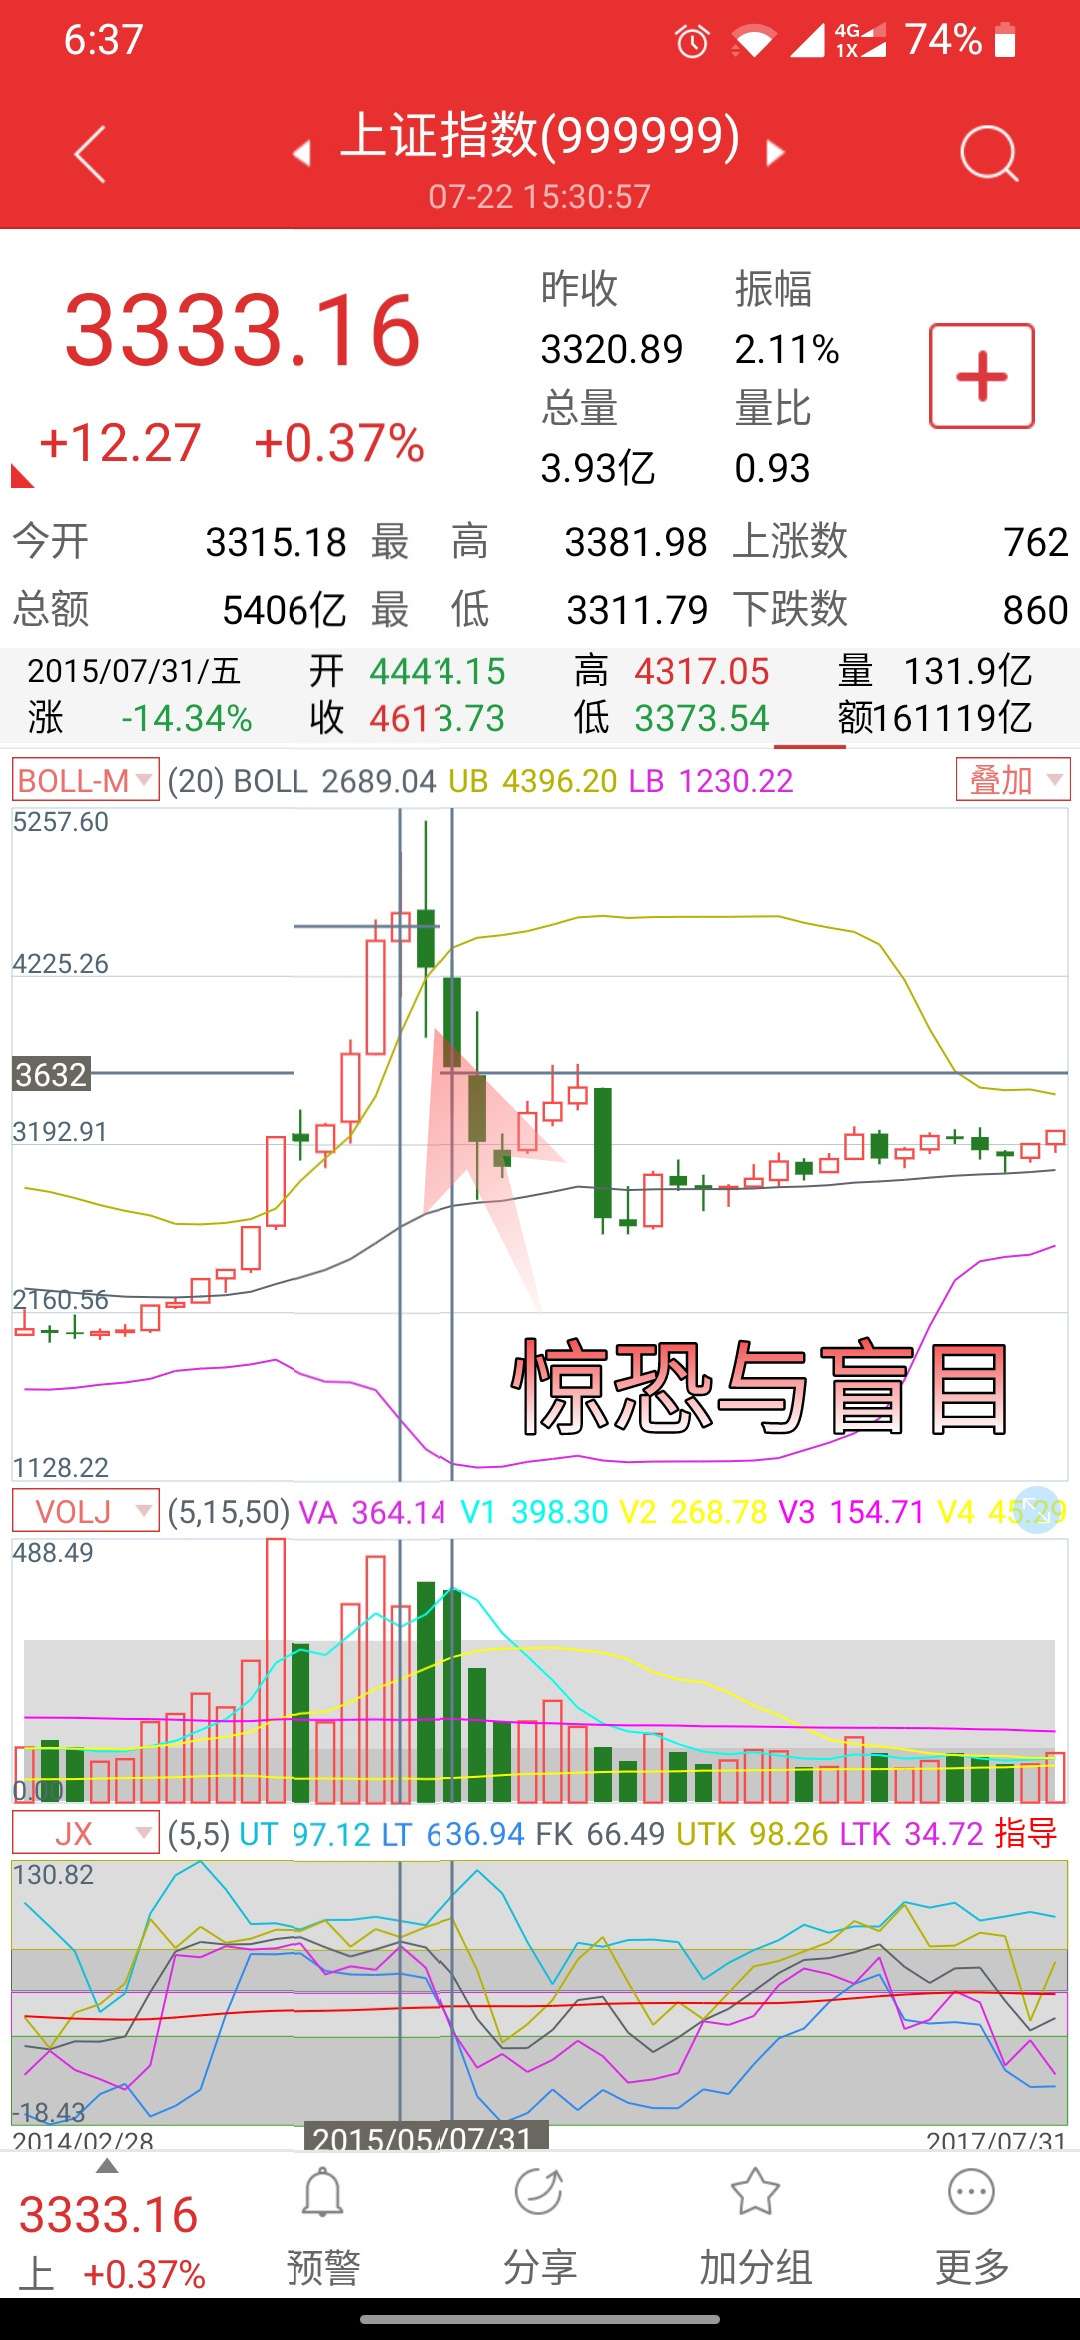 6:37 4G 1X 74%
上证指数(999999)
07-22 15:30:57
3333.16
+12.27 +0.37%
昨收 振幅
3320.89 2.11%
总量 量比
3.93亿 0.93
今开 3315.18 最 高 3381.98 上涨数 762
总额 5406亿 最 低 3311.79 下跌数 860
2015/07/31/五 开 高 4317.05 量 131.9亿
涨 -14.34% 收 低 3373.54 额161119亿
BOLL-M (20) BOLL 2689.04 UB 4396.20 LB 1230.22 叠加
5257.60
4225.26
3632
3192.91
2160.56
惊恐与盲目
1128.22
VOLJ (5,15,50) VA 364.14 V1 398.30 V2 268.78 V3 154.71 V4
488.49
0.00
JX (5,5) UT 97.12 LT FK 66.49 UTK 98.26 LTK 34.72 指导
130.82
-18.43
2014/02/28 2015/05/07/31 2017/07/31
3333.16
上 +0.37% 预警 分享 加分组 更多